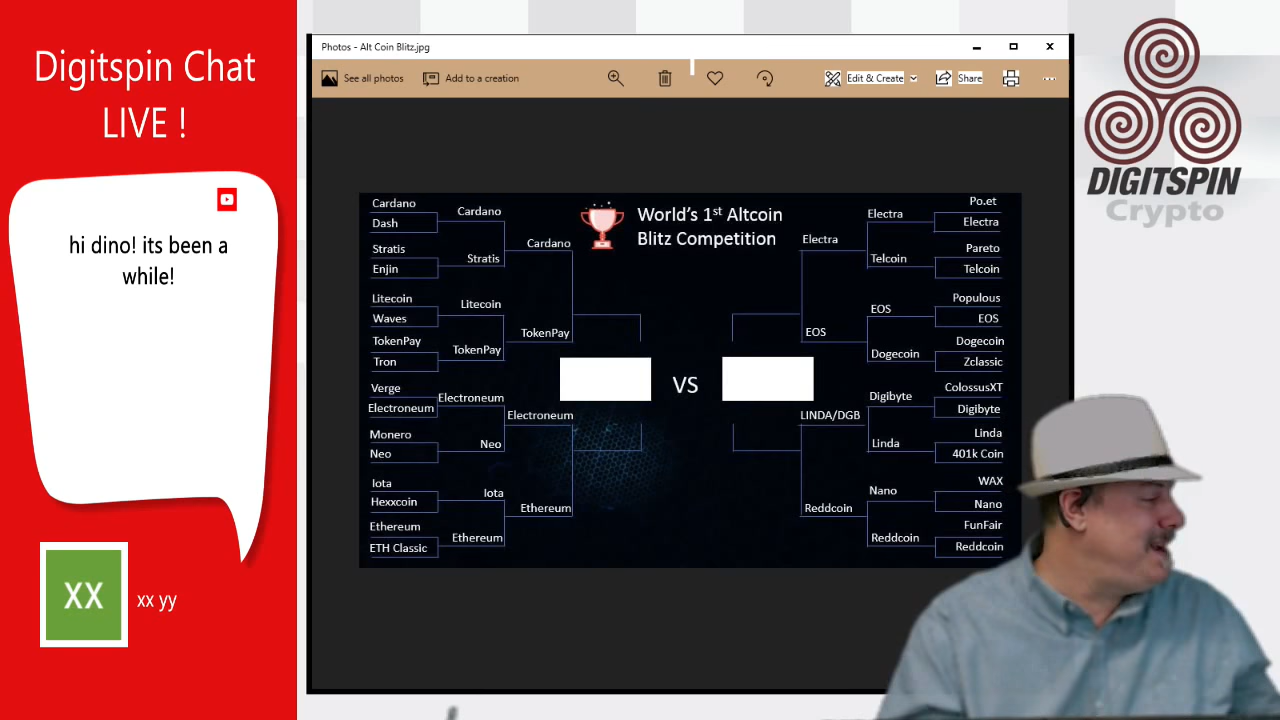 Digitspin Chat
LIVE !
hi dino! its been a
while!
XX
xx yy
Photos - Alt Coin Blitz.jpg
See all photos
Add to a creation
Edit & Create
Share
World's 1st Altcoin
Blitz Competition
Cardano
Dash
Stratis
Enjin
Litecoin
Waves
TokenPay
Tron
Verge
Electroneum
Monero
Neo
Iota
Hexxcoin
Ethereum
ETH Classic
Cardano
Stratis
Litecoin
TokenPay
Electroneum
Neo
Iota
Ethereum
Cardano
TokenPay
Electroneum
Ethereum
VS
Electra
EOS
LINDA/DGB
Reddcoin
Electra
Telcoin
EOS
Dogecoin
Digibyte
Linda
Nano
Reddcoin
Po.et
Electra
Pareto
Telcoin
Populous
EOS
Dogecoin
Zclassic
ColossusXT
Digibyte
Linda
401k Coin
WAX
Nano
FunFair
Reddcoin
DIGITSPIN
Crypto